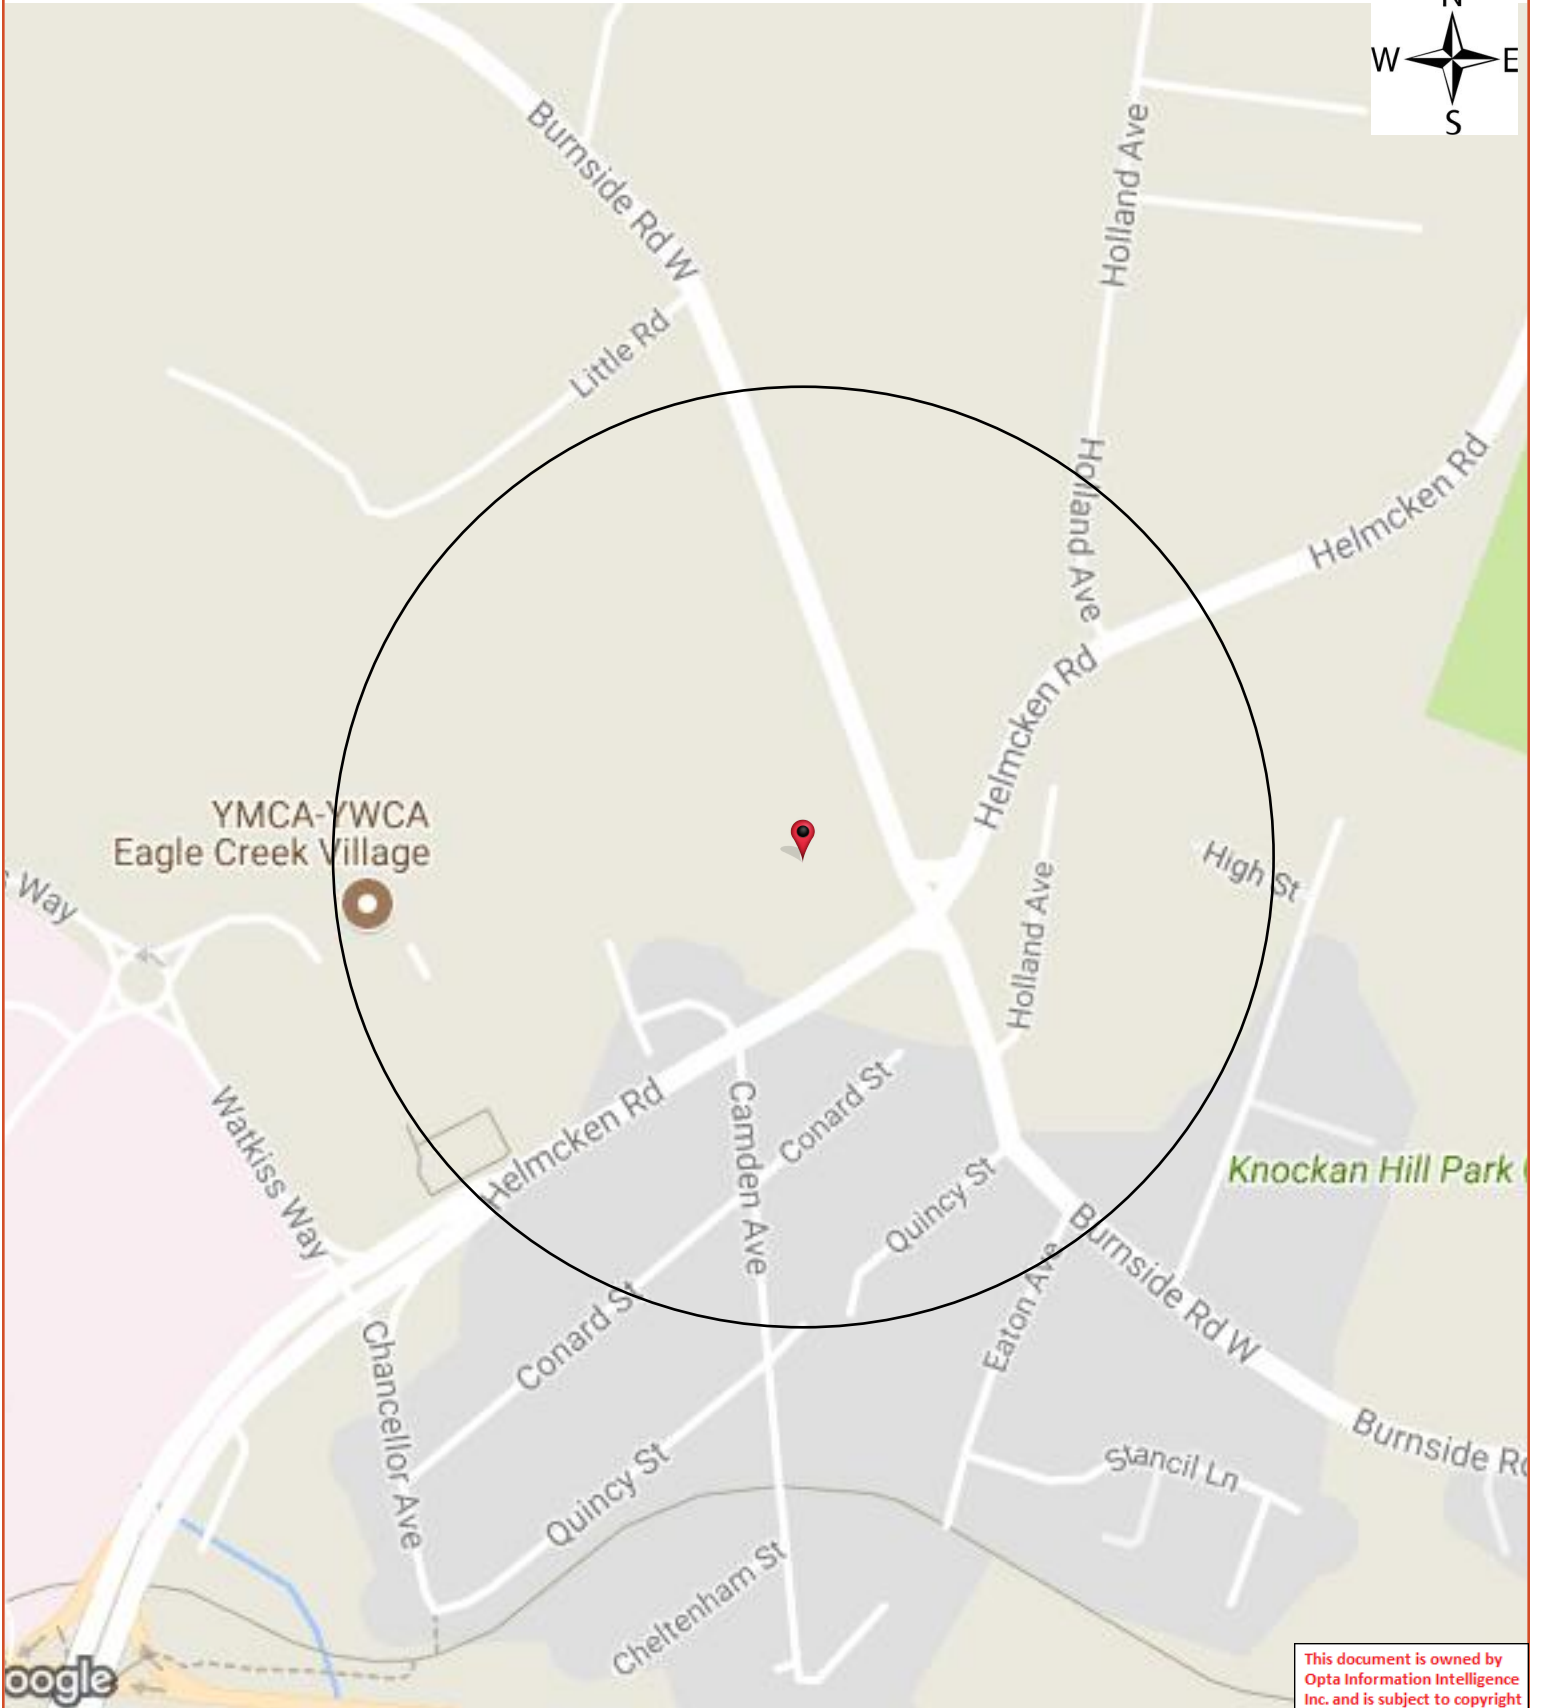 N
W E
S
Burnside Rd W
Holland Ave
Little Rd
Holland Ave
Helmcken Rd
Helmcken Rd
YMCA-YWCA
Eagle Creek Village
High St
Way
Holland Ave
Watkiss Way
Helmcken Rd
Camden Ave
Conard St
Quincy St
Knockan Hill Park
Burnside Rd W
Eaton Ave
Conard St
Chancellor Ave
Burnside Rd
Stancil Ln
Quincy St
Cheltenham St
oogle
This document is owned by
Opta Information Intelligence
Inc. and is subject to copyright